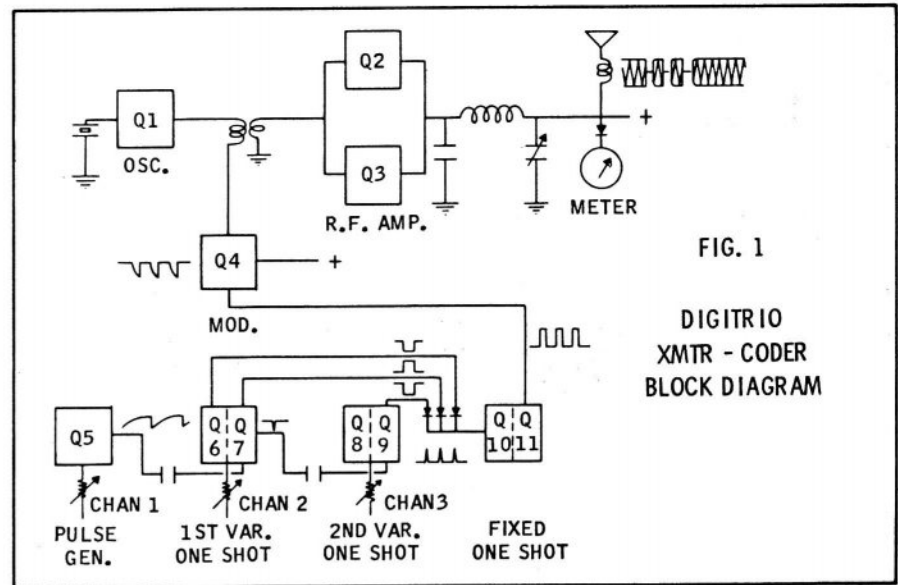 Q2
Q1
OSC.
Q3
R.F. AMP.
+
METER
Q4
+
MOD.
FIG. 1
DIGITRIO
XMTR - CODER
BLOCK DIAGRAM
Q5
Q Q
6 7
Q Q
8 9
Q Q
10 11
CHAN 1
CHAN 2
CHAN 3
PULSE
GEN.
1ST VAR.
ONE SHOT
2ND VAR.
ONE SHOT
FIXED
ONE SHOT